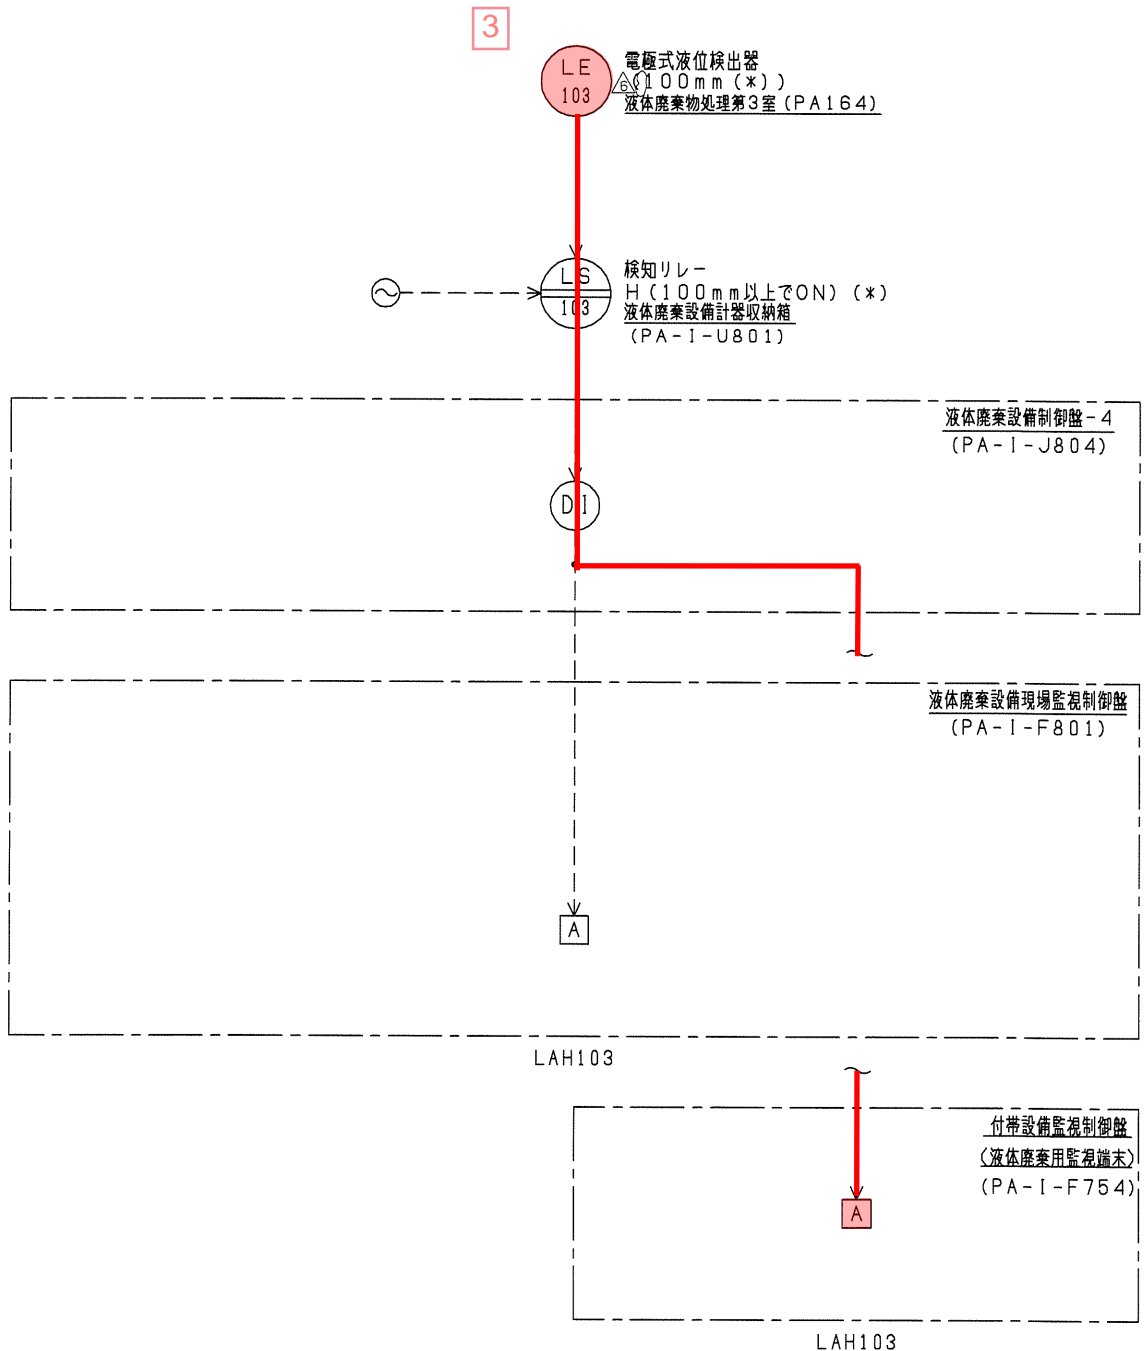 3
LE
103
電極式液位検出器
6
(100mm(*))
液体廃棄物処理第3室(PA164)
LS
103
検知リレー
H(100mm以上でON)(*)
液体廃棄設備計器収納箱
(PA-I-U801)
液体廃棄設備制御盤-4
(PA-I-J804)
DI
液体廃棄設備現場監視制御盤
(PA-I-F801)
A
LAH103
付帯設備監視制御盤
(液体廃棄用監視端末)
(PA-I-F754)
A
LAH103